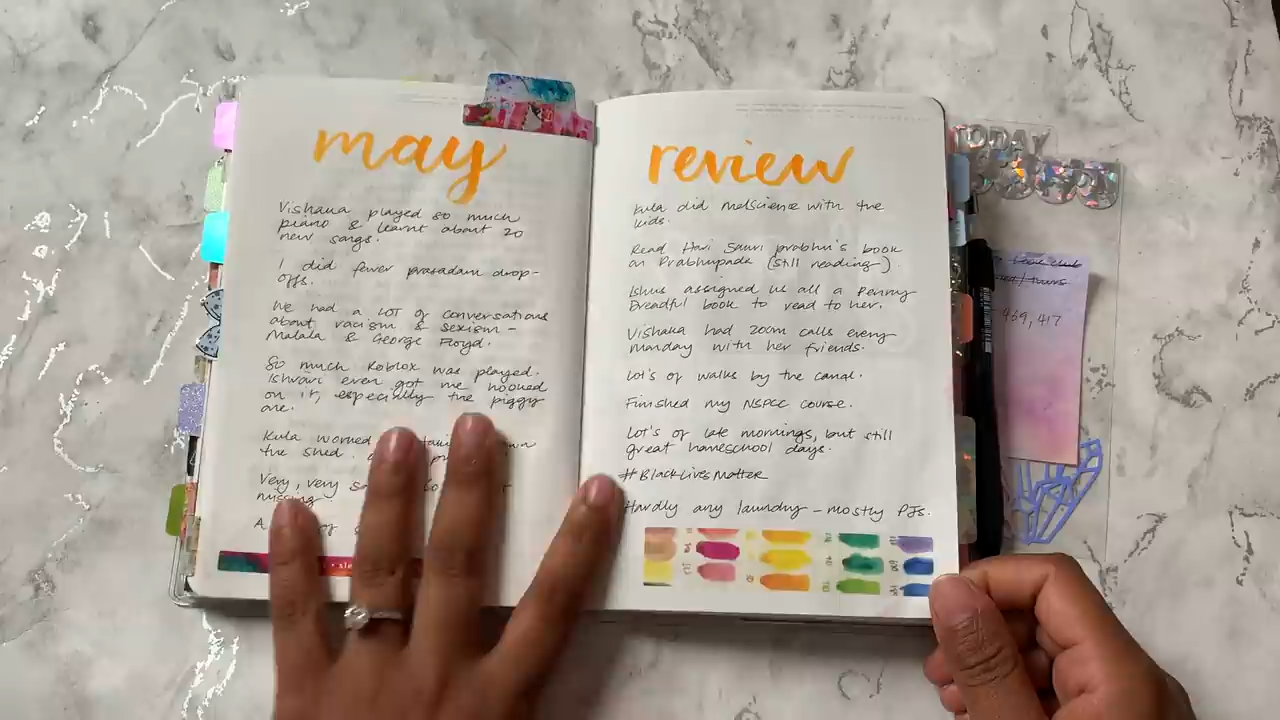 may
Vishaka played so much
piano & learnt about 20
new songs.
I did fewer prasadam drop-
offs.
We had a LOT of conversations
about racism & sexism -
Malala & George Floyd.
So much Roblox was played.
Ishvari even got me hooked
on it, especially the piggy
one.
Kula worked
the shed.
Very, very
missing
A
review
Kula did MelScience with the
kids.
Read Hari Sauri prabhu's book
on Prabhupada (still reading).
Ishus assigned us all a Penny
Dreadful book to read to her.
Vishaka had zoom calls every
Monday with her friends.
Lot's of walks by the canal.
Finished my NSPCC course.
Lot's of late mornings, but still
great homeschool days.
#BlackLivesMatter
Hardly any laundry - mostly PJs.
TODAY
469, 417